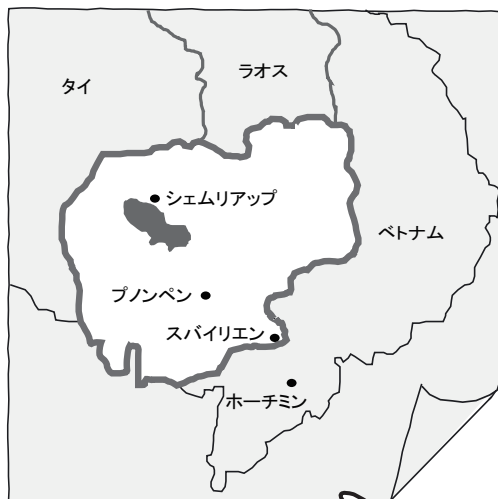 ラオス
タイ
シェムリアップ
ベトナム
プノンペン
スバイリエン
ホーチミン